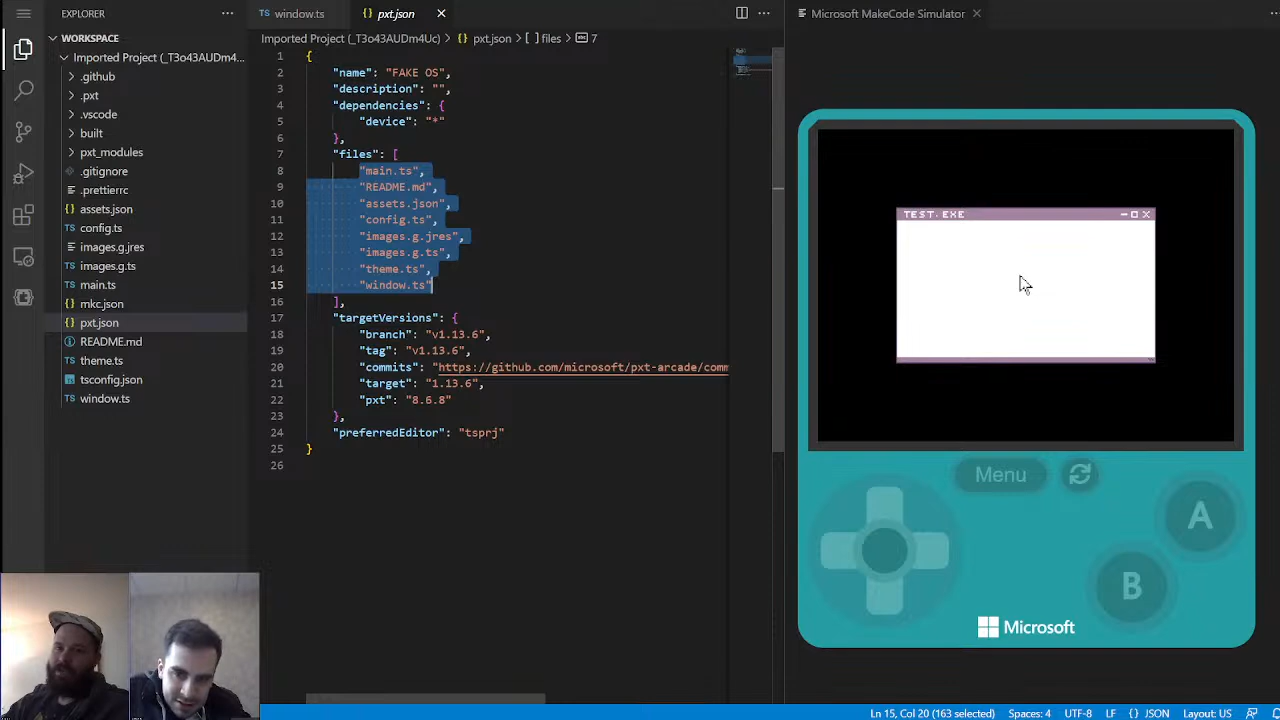 EXPLORER
WORKSPACE
Imported Project (_T3o43AUDm4...
.github
.pxt
.vscode
built
pxt_modules
.gitignore
.prettierrc
assets.json
config.ts
images.g.jres
images.g.ts
main.ts
mkc.json
pxt.json
README.md
theme.ts
tsconfig.json
window.ts
window.ts
pxt.json
Imported Project (_T3o43AUDm4Uc) > pxt.json > [ ] files > 7
1 {
2 "name": "FAKE OS",
3 "description": "",
4 "dependencies": {
5 "device": "*"
6 },
7 "files": [
8 "main.ts",
9 "README.md",
10 "assets.json",
11 "config.ts",
12 "images.g.jres",
13 "images.g.ts",
14 "theme.ts",
15 "window.ts"
16 ],
17 "targetVersions": {
18 "branch": "v1.13.6",
19 "tag": "v1.13.6",
20 "commits": "https://github.com/microsoft/pxt-arcade/comm
21 "target": "1.13.6",
22 "pxt": "8.6.8"
23 },
24 "preferredEditor": "tsprj"
25 }
26
Microsoft MakeCode Simulator
TEST.EXE
Menu
A
B
Microsoft
Ln 15, Col 20 (163 selected) Spaces: 4 UTF-8 LF {} JSON Layout: US